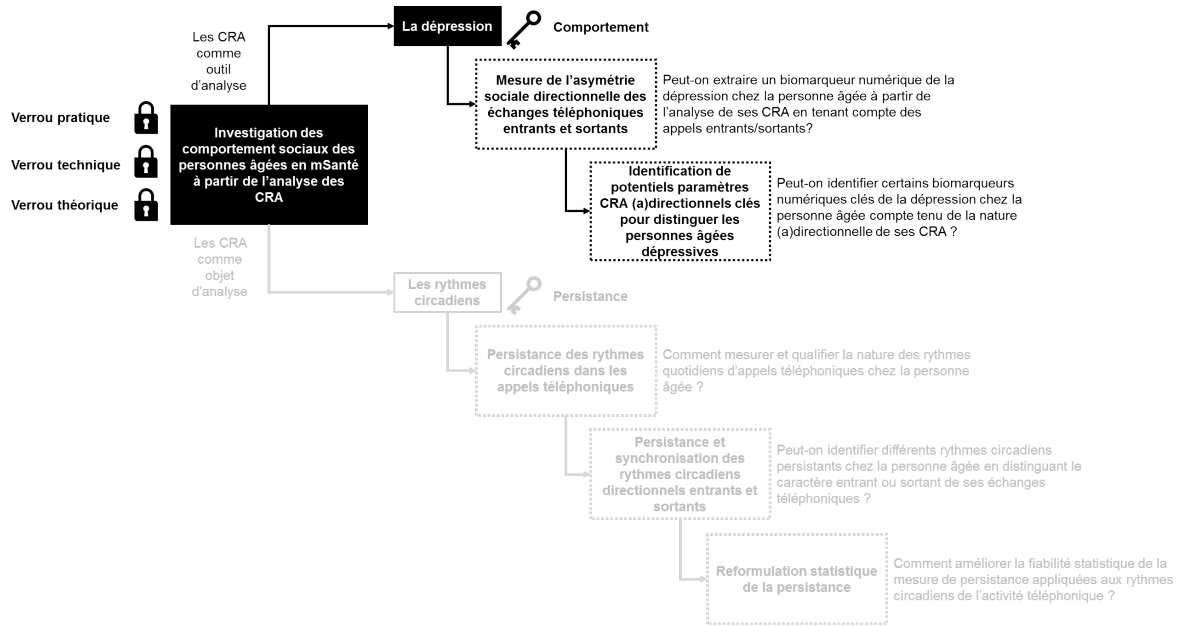 Les CRA
comme
outil
d'analyse
La dépression
Comportement
Mesure de l'asymétrie
sociale directionnelle des
échanges téléphoniques
entrants et sortants
Peut-on extraire un biomarqueur numérique de la
dépression chez la personne âgée à partir de
l'analyse de ses CRA en tenant compte des
appels entrants/sortants?
Verrou pratique
Verrou technique
Verrou théorique
Investigation des
comportement sociaux des
personnes âgées en mSanté
à partir de l'analyse des
CRA
Identification de
potentiels paramètres
CRA (a)directionnels clés
pour distinguer les
personnes âgées
dépressives
Peut-on identifier certains biomarqueurs
numériques clés de la dépression chez la
personne âgée compte tenu de la nature
(a)directionnelle de ses CRA ?
Les CRA
comme
objet
d'analyse
Les rythmes
circadiens
Persistance
Persistance des rythmes
circadiens dans les
appels téléphoniques
Comment mesurer et qualifier la nature des rythmes
quotidiens d'appels téléphoniques chez la personne
âgée ?
Persistance et
synchronisation des
rythmes circadiens
directionnels entrants et
sortants
Peut-on identifier différents rythmes circadiens
persistants chez la personne âgée en distinguant le
caractère entrant ou sortant de ses échanges
téléphoniques ?
Reformulation statistique
de la persistance
Comment améliorer la fiabilité statistique de la
mesure de persistance appliquées aux rythmes
circadiens de l'activité téléphonique ?